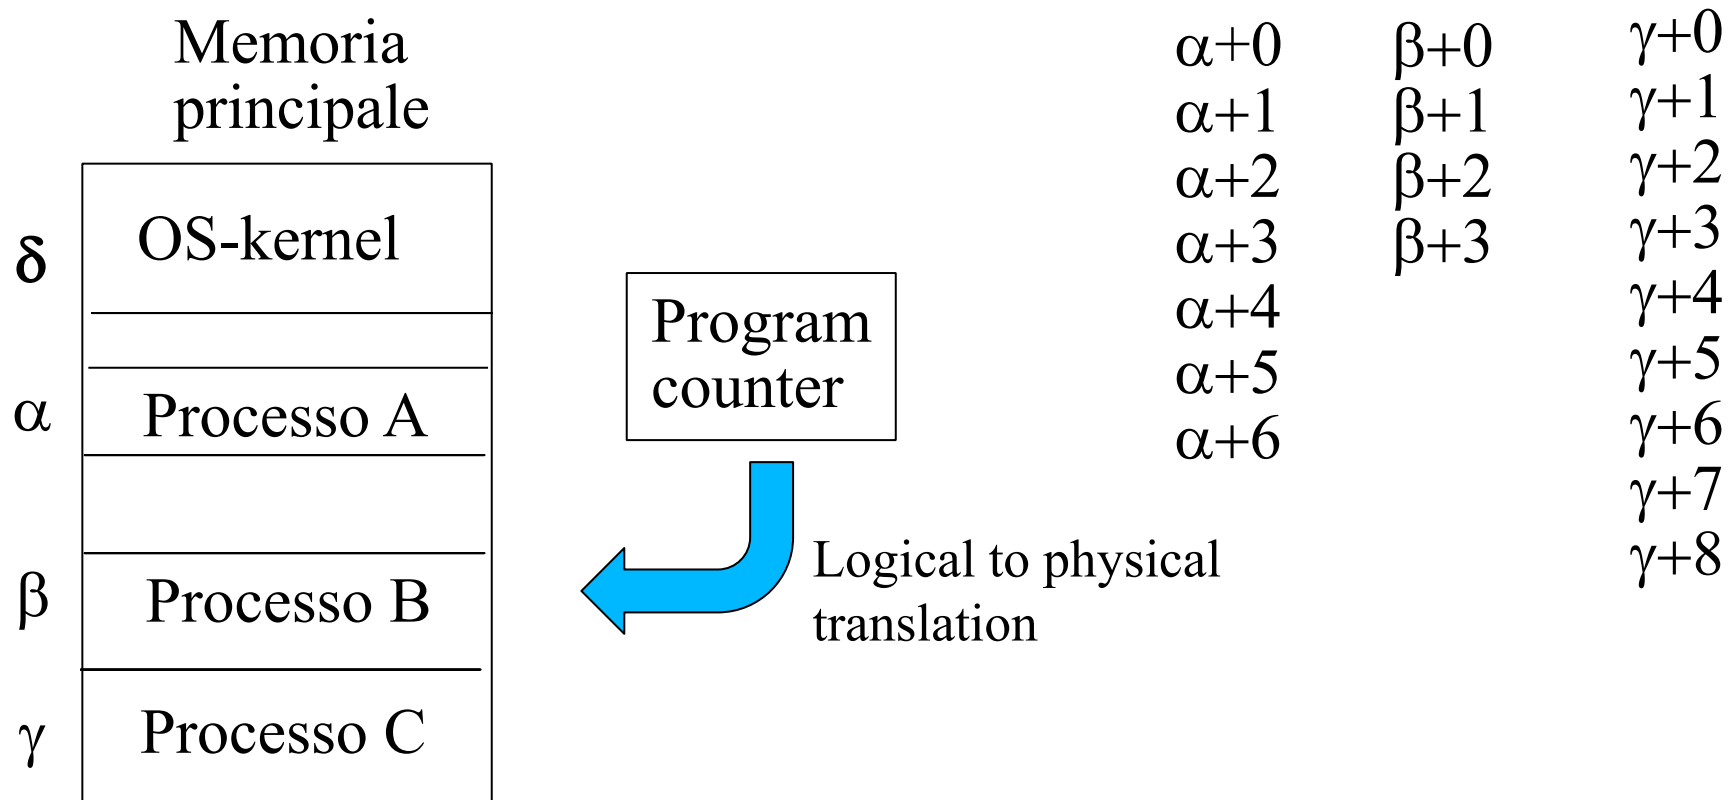 Memoria
principale
δ
OS-kernel
α
Processo A
β
Processo B
γ
Processo C
Program
counter
Logical to physical
translation
α+0
α+1
α+2
α+3
α+4
α+5
α+6
β+0
β+1
β+2
β+3
γ+0
γ+1
γ+2
γ+3
γ+4
γ+5
γ+6
γ+7
γ+8